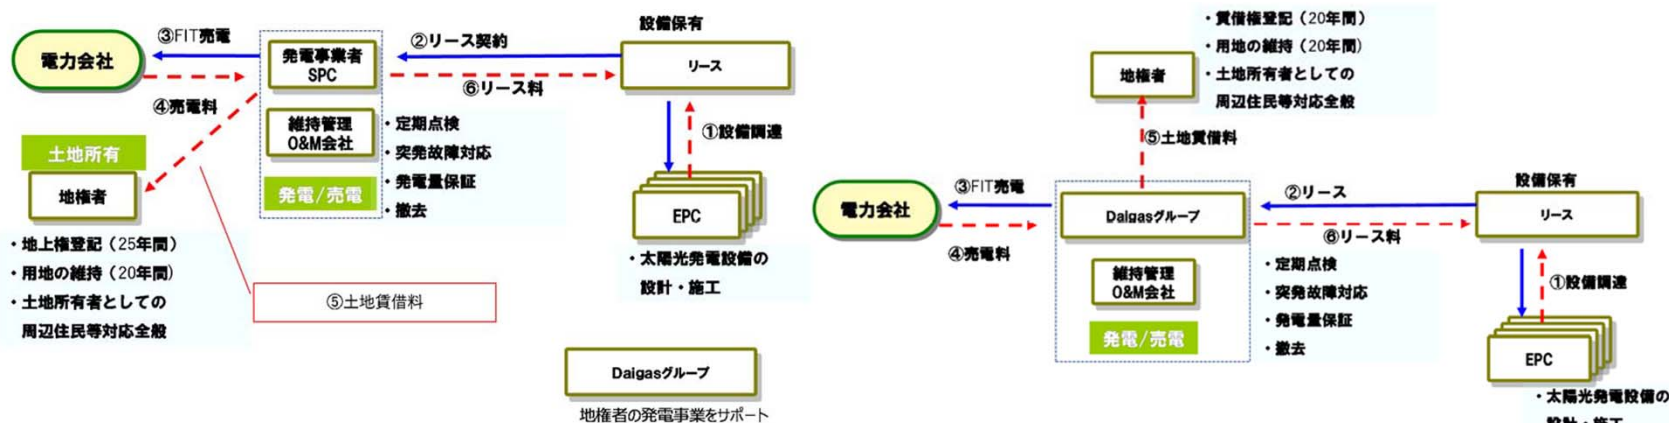 ③FIT売電
電力会社
④売電料
発電事業者
SPC
②リース契約
⑥リース料
設備保有
リース
維持管理
O&M会社
・定期点検
・突発故障対応
・発電量保証
・撤去
発電/売電
①設備調達
EPC
・太陽光発電設備の
設計・施工
土地所有
地権者
・地上権登記（25年間）
・用地の維持（20年間)
・土地所有者としての
周辺住民等対応全般
⑤土地賃借料
Daigasグループ
地権者の発電事業をサポート
・賃借権登記（20年間）
・用地の維持（20年間)
・土地所有者としての
周辺住民等対応全般
地権者
⑤土地賃借料
電力会社
③FIT売電
④売電料
Daigasグループ
②リース
⑥リース料
設備保有
リース
維持管理
O&M会社
発電/売電
・定期点検
・突発故障対応
・発電量保証
・撤去
①設備調達
EPC
・太陽光発電設備の
設計・施工